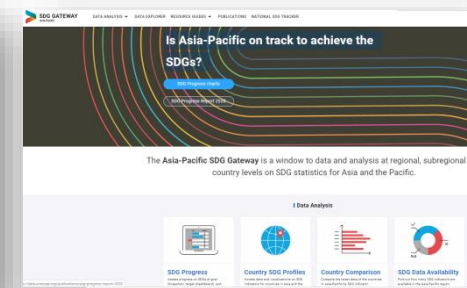 SDG GATEWAY
DATA ANALYSIS DATA EXPLORER RESOURCE GUIDES PUBLICATIONS NATIONAL SDG TRACKER
Is Asia-Pacific on track to achieve the
SDGs?
SDG Progress charts
SDG Progress Report 2020
The Asia-Pacific SDG Gateway is a window to data and analysis at regional, subregional
country levels on SDG statistics for Asia and the Pacific.
Data Analysis
SDG Progress
Country SDG Profiles
Country Comparison
SDG Data Availability